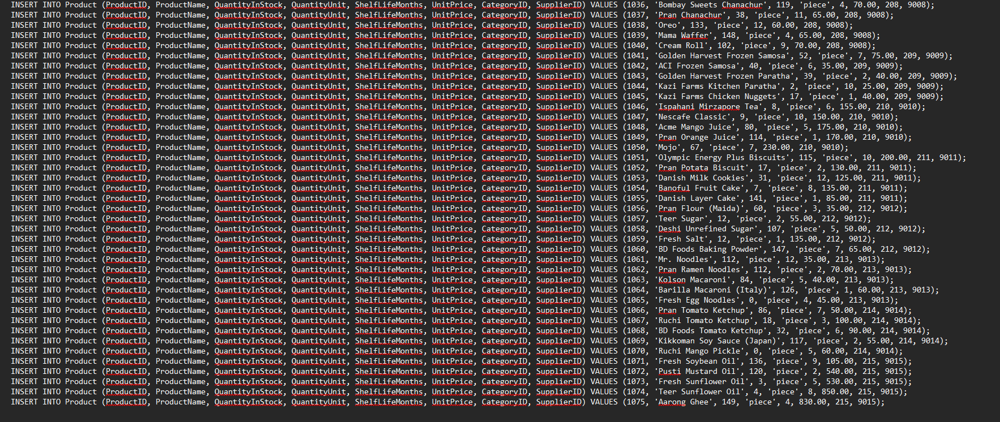 INSERT INTO Product (ProductID, ProductName, QuantityInStock, QuantityUnit, ShelfLifeMonths, UnitPrice, CategoryID, SupplierID) VALUES (1036, 'Bombay Sweets Chanachur', 119, 'piece', 4, 70.00, 208, 9008);
INSERT INTO Product (ProductID, ProductName, QuantityInStock, QuantityUnit, ShelfLifeMonths, UnitPrice, CategoryID, SupplierID) VALUES (1037, 'Pran Chanachur', 38, 'piece', 11, 65.00, 208, 9008);
INSERT INTO Product (ProductID, ProductName, QuantityInStock, QuantityUnit, ShelfLifeMonths, UnitPrice, CategoryID, SupplierID) VALUES (1038, 'Oreo', 133, 'piece', 12, 60.00, 208, 9008);
INSERT INTO Product (ProductID, ProductName, QuantityInStock, QuantityUnit, ShelfLifeMonths, UnitPrice, CategoryID, SupplierID) VALUES (1039, 'Mama Waffer', 148, 'piece', 4, 65.00, 208, 9008);
INSERT INTO Product (ProductID, ProductName, QuantityInStock, QuantityUnit, ShelfLifeMonths, UnitPrice, CategoryID, SupplierID) VALUES (1040, 'Cream Roll', 102, 'piece', 9, 70.00, 208, 9008);
INSERT INTO Product (ProductID, ProductName, QuantityInStock, QuantityUnit, ShelfLifeMonths, UnitPrice, CategoryID, SupplierID) VALUES (1041, 'Golden Harvest Frozen Samosa', 52, 'piece', 7, 75.00, 209, 9009);
INSERT INTO Product (ProductID, ProductName, QuantityInStock, QuantityUnit, ShelfLifeMonths, UnitPrice, CategoryID, SupplierID) VALUES (1042, 'ACI Frozen Samosa', 40, 'piece', 6, 35.00, 209, 9009);
INSERT INTO Product (ProductID, ProductName, QuantityInStock, QuantityUnit, ShelfLifeMonths, UnitPrice, CategoryID, SupplierID) VALUES (1043, 'Golden Harvest Frozen Paratha', 39, 'piece', 2, 40.00, 209, 9009);
INSERT INTO Product (ProductID, ProductName, QuantityInStock, QuantityUnit, ShelfLifeMonths, UnitPrice, CategoryID, SupplierID) VALUES (1044, 'Kazi Farms Kitchen Paratha', 2, 'piece', 10, 25.00, 209, 9009);
INSERT INTO Product (ProductID, ProductName, QuantityInStock, QuantityUnit, ShelfLifeMonths, UnitPrice, CategoryID, SupplierID) VALUES (1045, 'Kazi Farms Chicken Nuggets', 17, 'piece', 1, 40.00, 209, 9009);
INSERT INTO Product (ProductID, ProductName, QuantityInStock, QuantityUnit, ShelfLifeMonths, UnitPrice, CategoryID, SupplierID) VALUES (1046, 'Ispahani Mirzapore Tea', 8, 'piece', 6, 155.00, 210, 9010);
INSERT INTO Product (ProductID, ProductName, QuantityInStock, QuantityUnit, ShelfLifeMonths, UnitPrice, CategoryID, SupplierID) VALUES (1047, 'Nescafe Classic', 9, 'piece', 10, 150.00, 210, 9010);
INSERT INTO Product (ProductID, ProductName, QuantityInStock, QuantityUnit, ShelfLifeMonths, UnitPrice, CategoryID, SupplierID) VALUES (1048, 'Acme Mango Juice', 80, 'piece', 5, 175.00, 210, 9010);
INSERT INTO Product (ProductID, ProductName, QuantityInStock, QuantityUnit, ShelfLifeMonths, UnitPrice, CategoryID, SupplierID) VALUES (1049, 'Pran Orange Juice', 114, 'piece', 1, 170.00, 210, 9010);
INSERT INTO Product (ProductID, ProductName, QuantityInStock, QuantityUnit, ShelfLifeMonths, UnitPrice, CategoryID, SupplierID) VALUES (1050, 'Mojo', 67, 'piece', 7, 230.00, 210, 9010);
INSERT INTO Product (ProductID, ProductName, QuantityInStock, QuantityUnit, ShelfLifeMonths, UnitPrice, CategoryID, SupplierID) VALUES (1051, 'Olympic Energy Plus Biscuits', 115, 'piece', 10, 200.00, 211, 9011);
INSERT INTO Product (ProductID, ProductName, QuantityInStock, QuantityUnit, ShelfLifeMonths, UnitPrice, CategoryID, SupplierID) VALUES (1052, 'Pran Potata Biscuit', 17, 'piece', 2, 130.00, 211, 9011);
INSERT INTO Product (ProductID, ProductName, QuantityInStock, QuantityUnit, ShelfLifeMonths, UnitPrice, CategoryID, SupplierID) VALUES (1053, 'Danish Milk Cookies', 31, 'piece', 12, 125.00, 211, 9011);
INSERT INTO Product (ProductID, ProductName, QuantityInStock, QuantityUnit, ShelfLifeMonths, UnitPrice, CategoryID, SupplierID) VALUES (1054, 'Banoful Fruit Cake', 7, 'piece', 8, 135.00, 211, 9011);
INSERT INTO Product (ProductID, ProductName, QuantityInStock, QuantityUnit, ShelfLifeMonths, UnitPrice, CategoryID, SupplierID) VALUES (1055, 'Danish Layer Cake', 141, 'piece', 1, 85.00, 211, 9011);
INSERT INTO Product (ProductID, ProductName, QuantityInStock, QuantityUnit, ShelfLifeMonths, UnitPrice, CategoryID, SupplierID) VALUES (1056, 'Pran Flour (Maida)', 60, 'piece', 3, 35.00, 212, 9012);
INSERT INTO Product (ProductID, ProductName, QuantityInStock, QuantityUnit, ShelfLifeMonths, UnitPrice, CategoryID, SupplierID) VALUES (1057, 'Teer Sugar', 12, 'piece', 2, 55.00, 212, 9012);
INSERT INTO Product (ProductID, ProductName, QuantityInStock, QuantityUnit, ShelfLifeMonths, UnitPrice, CategoryID, SupplierID) VALUES (1058, 'Deshi Unrefined Sugar', 107, 'piece', 5, 50.00, 212, 9012);
INSERT INTO Product (ProductID, ProductName, QuantityInStock, QuantityUnit, ShelfLifeMonths, UnitPrice, CategoryID, SupplierID) VALUES (1059, 'Fresh Salt', 12, 'piece', 1, 135.00, 212, 9012);
INSERT INTO Product (ProductID, ProductName, QuantityInStock, QuantityUnit, ShelfLifeMonths, UnitPrice, CategoryID, SupplierID) VALUES (1060, 'BD Foods Baking Powder', 147, 'piece', 7, 65.00, 212, 9012);
INSERT INTO Product (ProductID, ProductName, QuantityInStock, QuantityUnit, ShelfLifeMonths, UnitPrice, CategoryID, SupplierID) VALUES (1061, 'Mr. Noodles', 112, 'piece', 12, 35.00, 213, 9013);
INSERT INTO Product (ProductID, ProductName, QuantityInStock, QuantityUnit, ShelfLifeMonths, UnitPrice, CategoryID, SupplierID) VALUES (1062, 'Pran Ramen Noodles', 112, 'piece', 2, 70.00, 213, 9013);
INSERT INTO Product (ProductID, ProductName, QuantityInStock, QuantityUnit, ShelfLifeMonths, UnitPrice, CategoryID, SupplierID) VALUES (1063, 'Kolson Macaroni', 84, 'piece', 5, 40.00, 213, 9013);
INSERT INTO Product (ProductID, ProductName, QuantityInStock, QuantityUnit, ShelfLifeMonths, UnitPrice, CategoryID, SupplierID) VALUES (1064, 'Barilla Macaroni (Italy)', 126, 'piece', 1, 60.00, 213, 9013);
INSERT INTO Product (ProductID, ProductName, QuantityInStock, QuantityUnit, ShelfLifeMonths, UnitPrice, CategoryID, SupplierID) VALUES (1065, 'Fresh Egg Noodles', 0, 'piece', 4, 45.00, 213, 9013);
INSERT INTO Product (ProductID, ProductName, QuantityInStock, QuantityUnit, ShelfLifeMonths, UnitPrice, CategoryID, SupplierID) VALUES (1066, 'Pran Tomato Ketchup', 86, 'piece', 7, 50.00, 214, 9014);
INSERT INTO Product (ProductID, ProductName, QuantityInStock, QuantityUnit, ShelfLifeMonths, UnitPrice, CategoryID, SupplierID) VALUES (1067, 'Ruchi Tomato Ketchup', 18, 'piece', 3, 100.00, 214, 9014);
INSERT INTO Product (ProductID, ProductName, QuantityInStock, QuantityUnit, ShelfLifeMonths, UnitPrice, CategoryID, SupplierID) VALUES (1068, 'BD Foods Tomato Ketchup', 32, 'piece', 6, 90.00, 214, 9014);
INSERT INTO Product (ProductID, ProductName, QuantityInStock, QuantityUnit, ShelfLifeMonths, UnitPrice, CategoryID, SupplierID) VALUES (1069, 'Kikkoman Soy Sauce (Japan)', 117, 'piece', 2, 55.00, 214, 9014);
INSERT INTO Product (ProductID, ProductName, QuantityInStock, QuantityUnit, ShelfLifeMonths, UnitPrice, CategoryID, SupplierID) VALUES (1070, 'Ruchi Mango Pickle', 0, 'piece', 5, 60.00, 214, 9014);
INSERT INTO Product (ProductID, ProductName, QuantityInStock, QuantityUnit, ShelfLifeMonths, UnitPrice, CategoryID, SupplierID) VALUES (1071, 'Fresh Soybean Oil', 136, 'piece', 9, 105.00, 215, 9015);
INSERT INTO Product (ProductID, ProductName, QuantityInStock, QuantityUnit, ShelfLifeMonths, UnitPrice, CategoryID, SupplierID) VALUES (1072, 'Pusti Mustard Oil', 120, 'piece', 2, 540.00, 215, 9015);
INSERT INTO Product (ProductID, ProductName, QuantityInStock, QuantityUnit, ShelfLifeMonths, UnitPrice, CategoryID, SupplierID) VALUES (1073, 'Fresh Sunflower Oil', 3, 'piece', 5, 530.00, 215, 9015);
INSERT INTO Product (ProductID, ProductName, QuantityInStock, QuantityUnit, ShelfLifeMonths, UnitPrice, CategoryID, SupplierID) VALUES (1074, 'Teer Sunflower Oil', 4, 'piece', 8, 850.00, 215, 9015);
INSERT INTO Product (ProductID, ProductName, QuantityInStock, QuantityUnit, ShelfLifeMonths, UnitPrice, CategoryID, SupplierID) VALUES (1075, 'Aarong Ghee', 149, 'piece', 4, 830.00, 215, 9015);